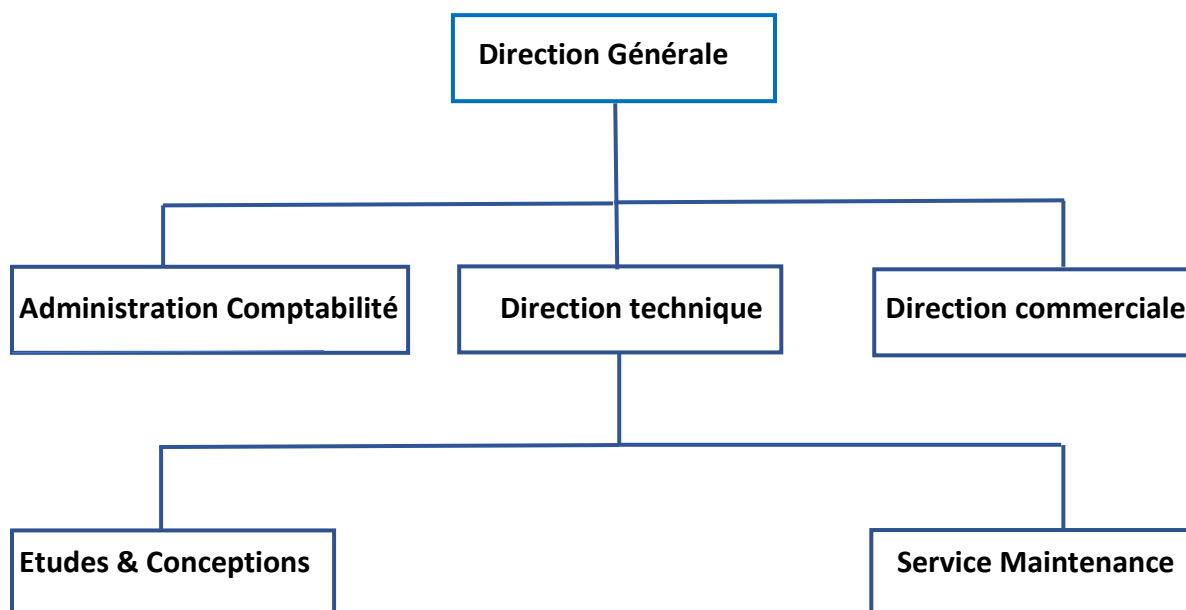 Direction Générale
Administration Comptabilité
Direction technique
Direction commerciale
Etudes & Conceptions
Service Maintenance